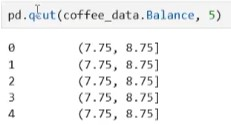 pd.qcut(coffee_data.Balance, 5)
0 (7.75, 8.75]
1 (7.75, 8.75]
2 (7.75, 8.75]
3 (7.75, 8.75]
4 (7.75, 8.75]